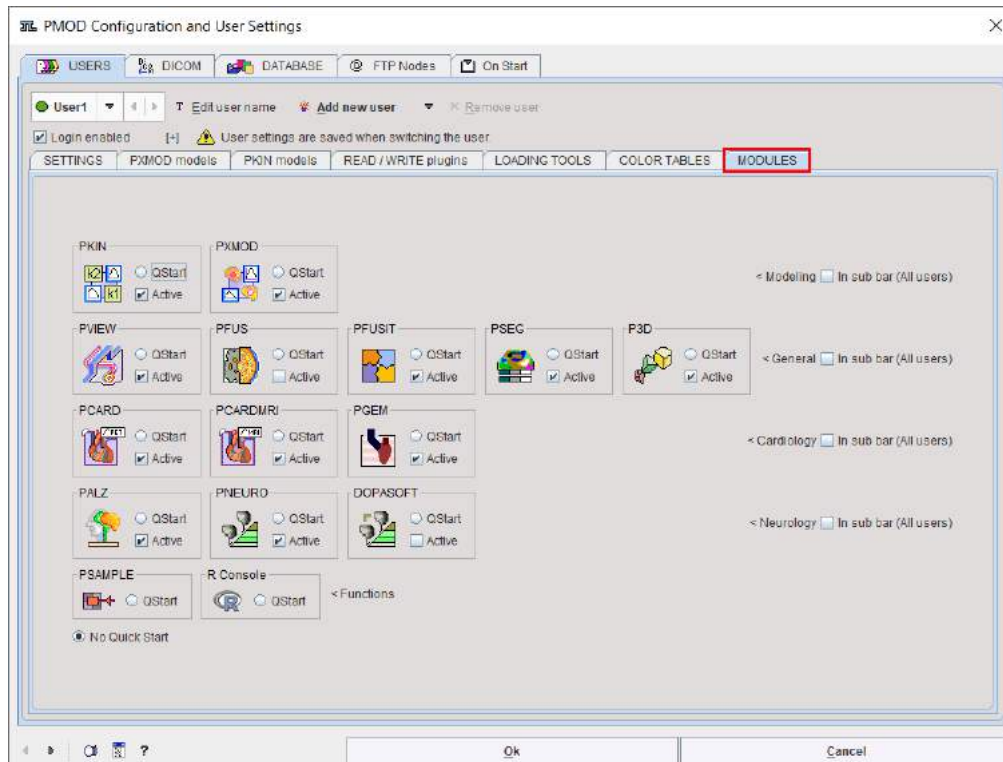 PMOD Configuration and User Settings
USERS DICOM DATABASE FTP Nodes On Start
User1 T Edit user name Add new user Remove user
Login enabled [+] User settings are saved when switching the user
SETTINGS PXMOD models PKIN models READ / WRITE plugins LOADING TOOLS COLOR TABLES MODULES
PKIN PXMOD
k2 QStart QStart
k1 Active Active
< Modeling In sub bar (All users)
PVIEW PFUS PFUSIT PSEG P3D
QStart QStart QStart QStart QStart
Active Active Active Active Active
< General In sub bar (All users)
PCARD PCARDMRI PGEM
PET QStart MRI QStart QStart
Active Active Active
< Cardiology In sub bar (All users)
PALZ PNEURO DOPASOFT
QStart QStart QStart
Active Active Active
< Neurology In sub bar (All users)
PSAMPLE R Console
QStart R QStart < Functions
No Quick Start
? Ok Cancel